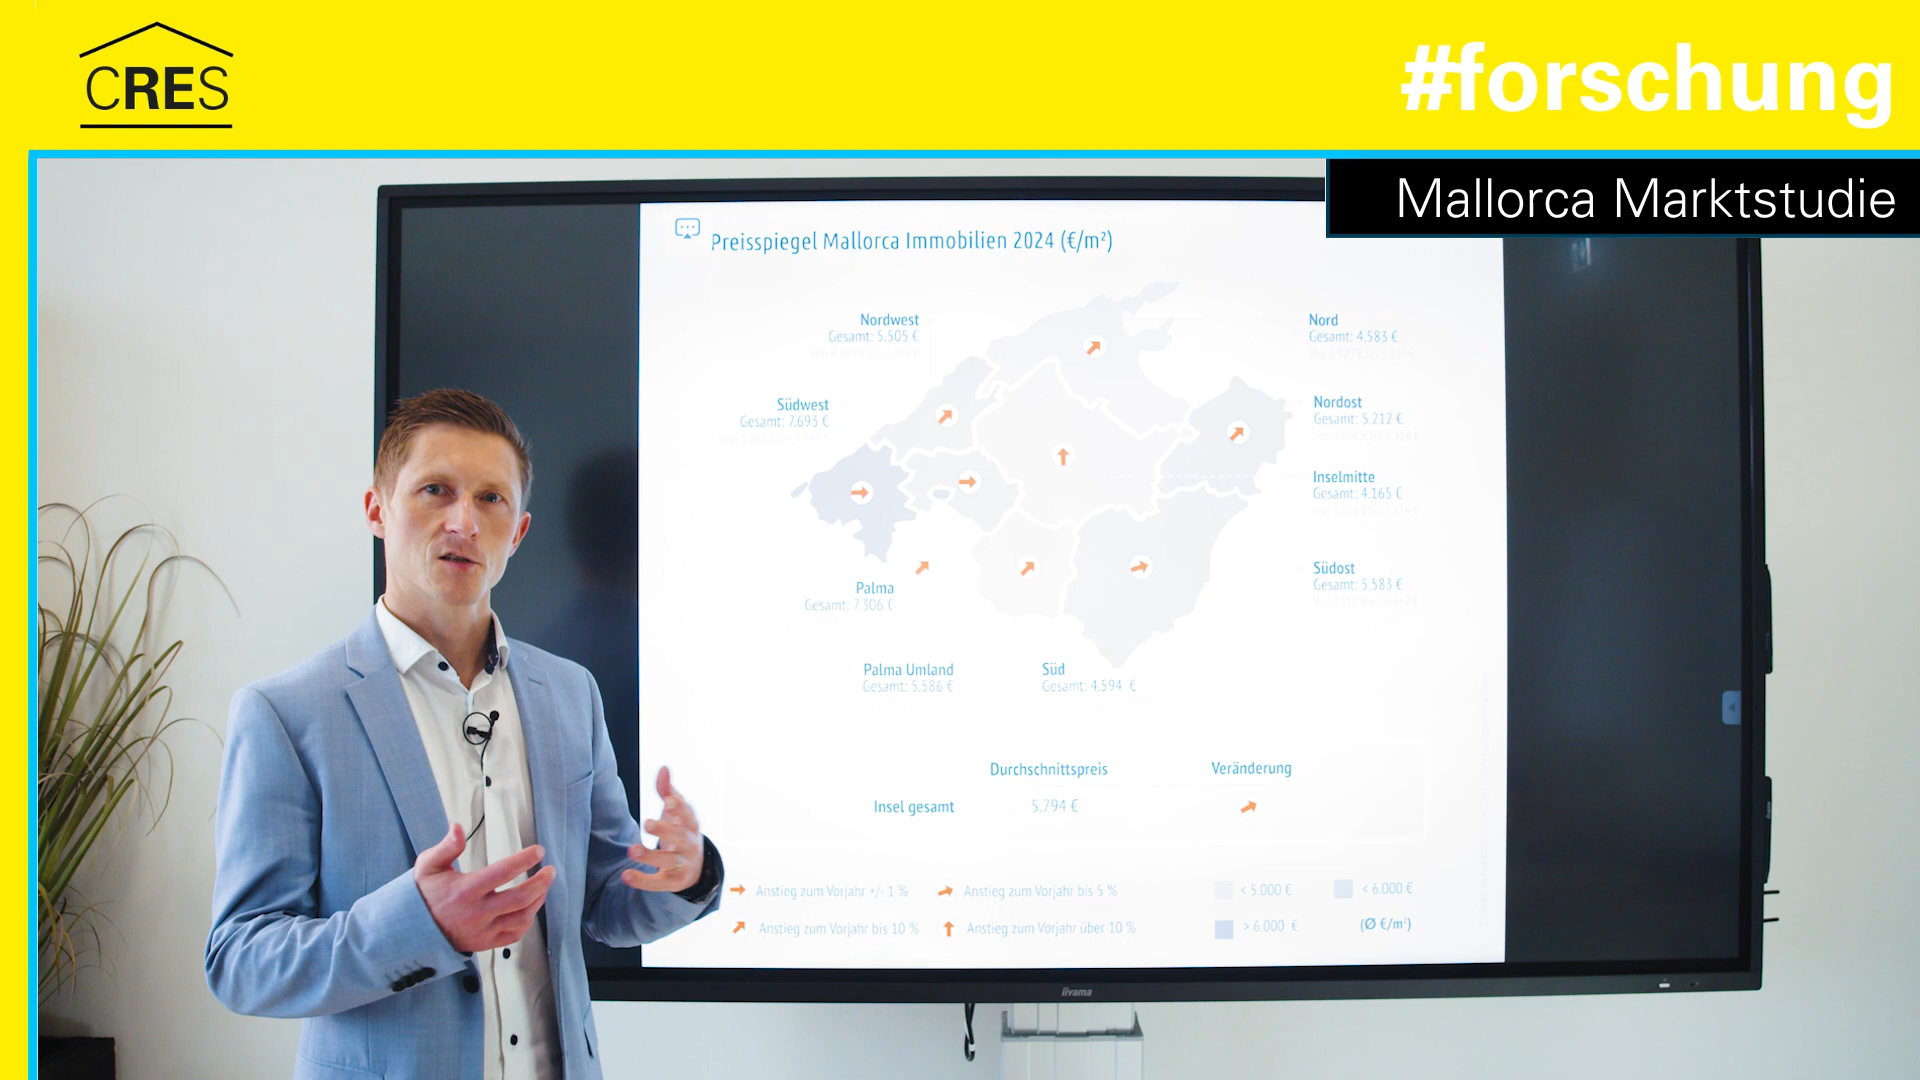 CRES
#forschung
Mallorca Marktstudie
Preisspiegel Mallorca Immobilien 2024 (€/m²)
Nordwest
Gesamt: 5.505 €
Nord
Gesamt: 4.583 €
Südwest
Gesamt: 7.693 €
Nordost
Gesamt: 5.212 €
Inselmitte
Gesamt: 4.165 €
Südost
Gesamt: 5.583 €
Palma
Gesamt: 7.306 €
Palma Umland
Gesamt: 5.586 €
Süd
Gesamt: 4.594 €
Durchschnittspreis Veränderung
Insel gesamt 5.794 €
Anstieg zum Vorjahr +/- 1 % Anstieg zum Vorjahr bis 5 % < 5.000 € < 6.000 €
Anstieg zum Vorjahr bis 10 % Anstieg zum Vorjahr über 10 % > 6.000 € (Ø €/m²)
iiyama